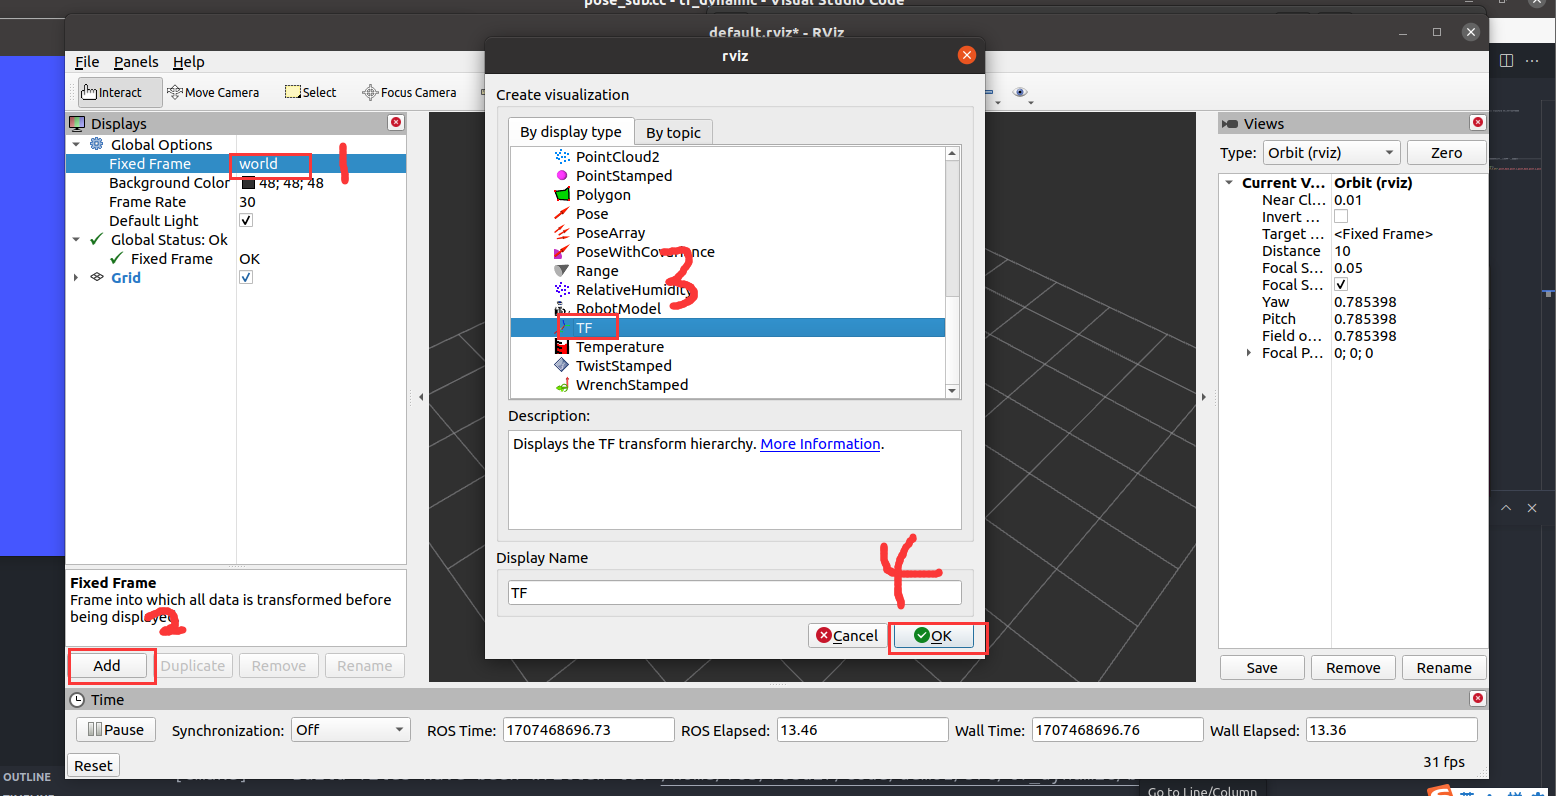 pose_sub.cc - tf_dynamic - Visual Studio Code
default.rviz* - RViz
rviz
File Panels Help
Interact Move Camera Select Focus Camera
Displays
Global Options
Fixed Frame world
1
Background Color 48; 48; 48
Frame Rate 30
Default Light
Global Status: Ok
Fixed Frame OK
Grid
Fixed Frame
Frame into which all data is transformed before
being displayed
2
Add Duplicate Remove Rename
Create visualization
By display type By topic
PointCloud2
PointStamped
Polygon
Pose
PoseArray
PoseWithCovariance
Range
3
RelativeHumidity
RobotModel
TF
Temperature
TwistStamped
WrenchStamped
Description:
Displays the TF transform hierarchy. More Information.
Display Name
4
TF
Cancel OK
Views
Type: Orbit (rviz) Zero
Current V... Orbit (rviz)
Near Cl... 0.01
Invert ...
Target ... <Fixed Frame>
Distance 10
Focal S... 0.05
Focal S...
Yaw 0.785398
Pitch 0.785398
Field o... 0.785398
Focal P... 0; 0; 0
Save Remove Rename
Time
Pause Synchronization: Off ROS Time: 1707468696.73 ROS Elapsed: 13.46 Wall Time: 1707468696.76 Wall Elapsed: 13.36
Reset 31 fps
OUTLINE
Go to Line/Column